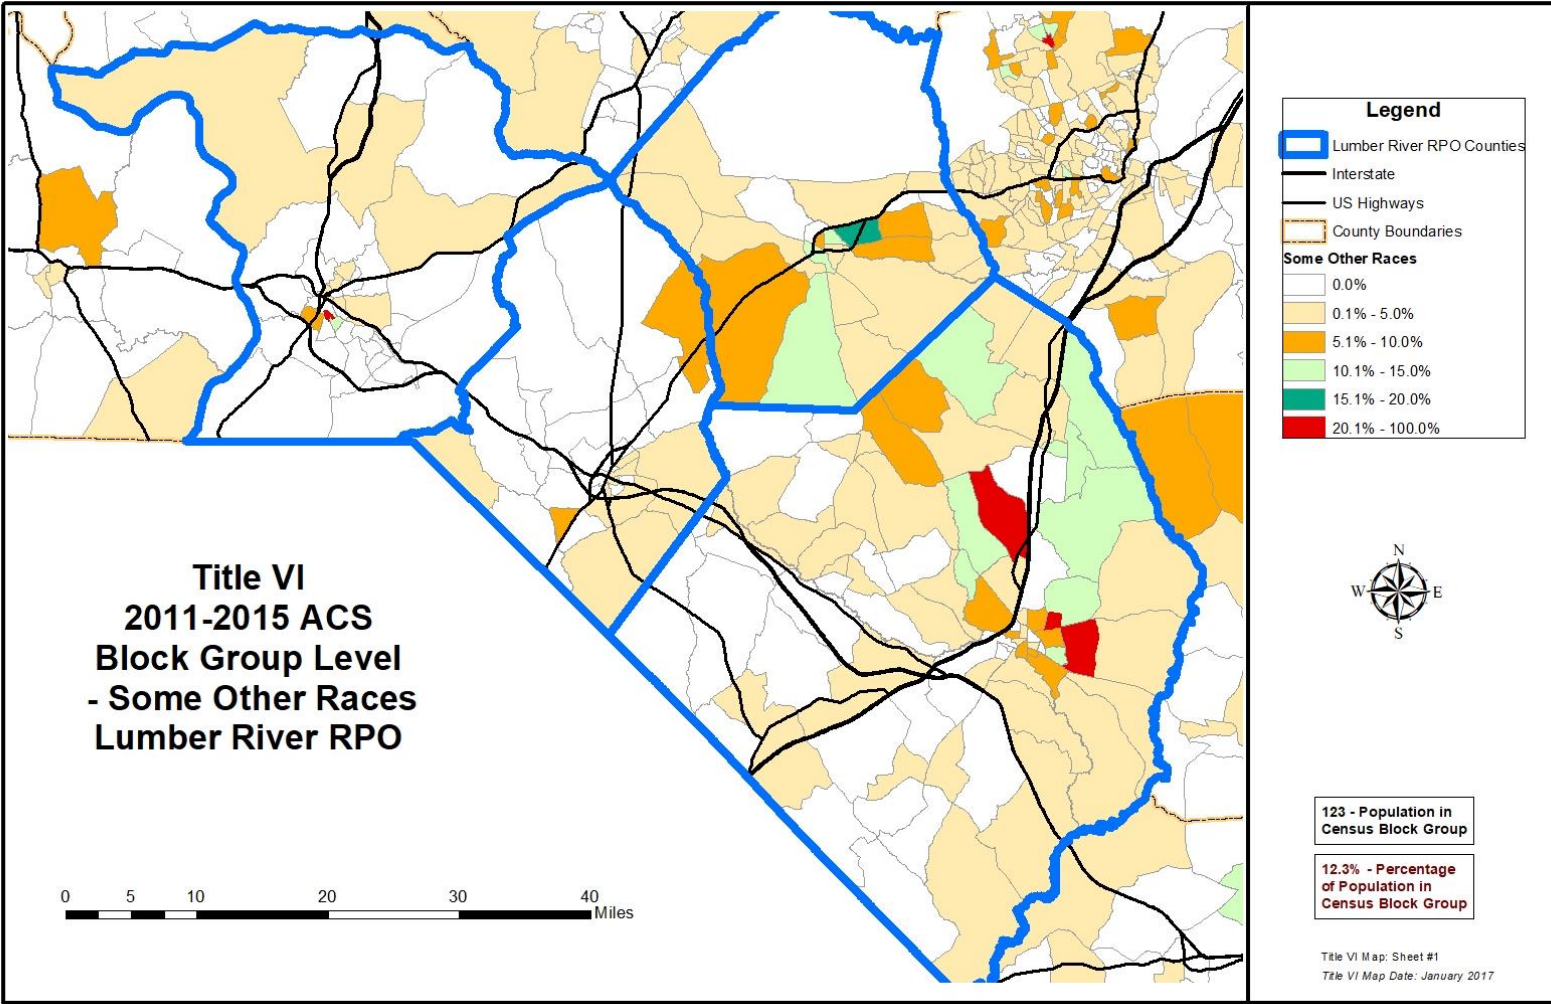 Title VI
2011-2015 ACS
Block Group Level
- Some Other Races
Lumber River RPO
0 5 10 20 30 40
Miles
Legend
Lumber River RPO Counties
Interstate
US Highways
County Boundaries
Some Other Races
0.0%
0.1% - 5.0%
5.1% - 10.0%
10.1% - 15.0%
15.1% - 20.0%
20.1% - 100.0%
N
W E
S
123 - Population in
Census Block Group
12.3% - Percentage
of Population in
Census Block Group
Title VI Map: Sheet #1
Title VI Map Date: January 2017